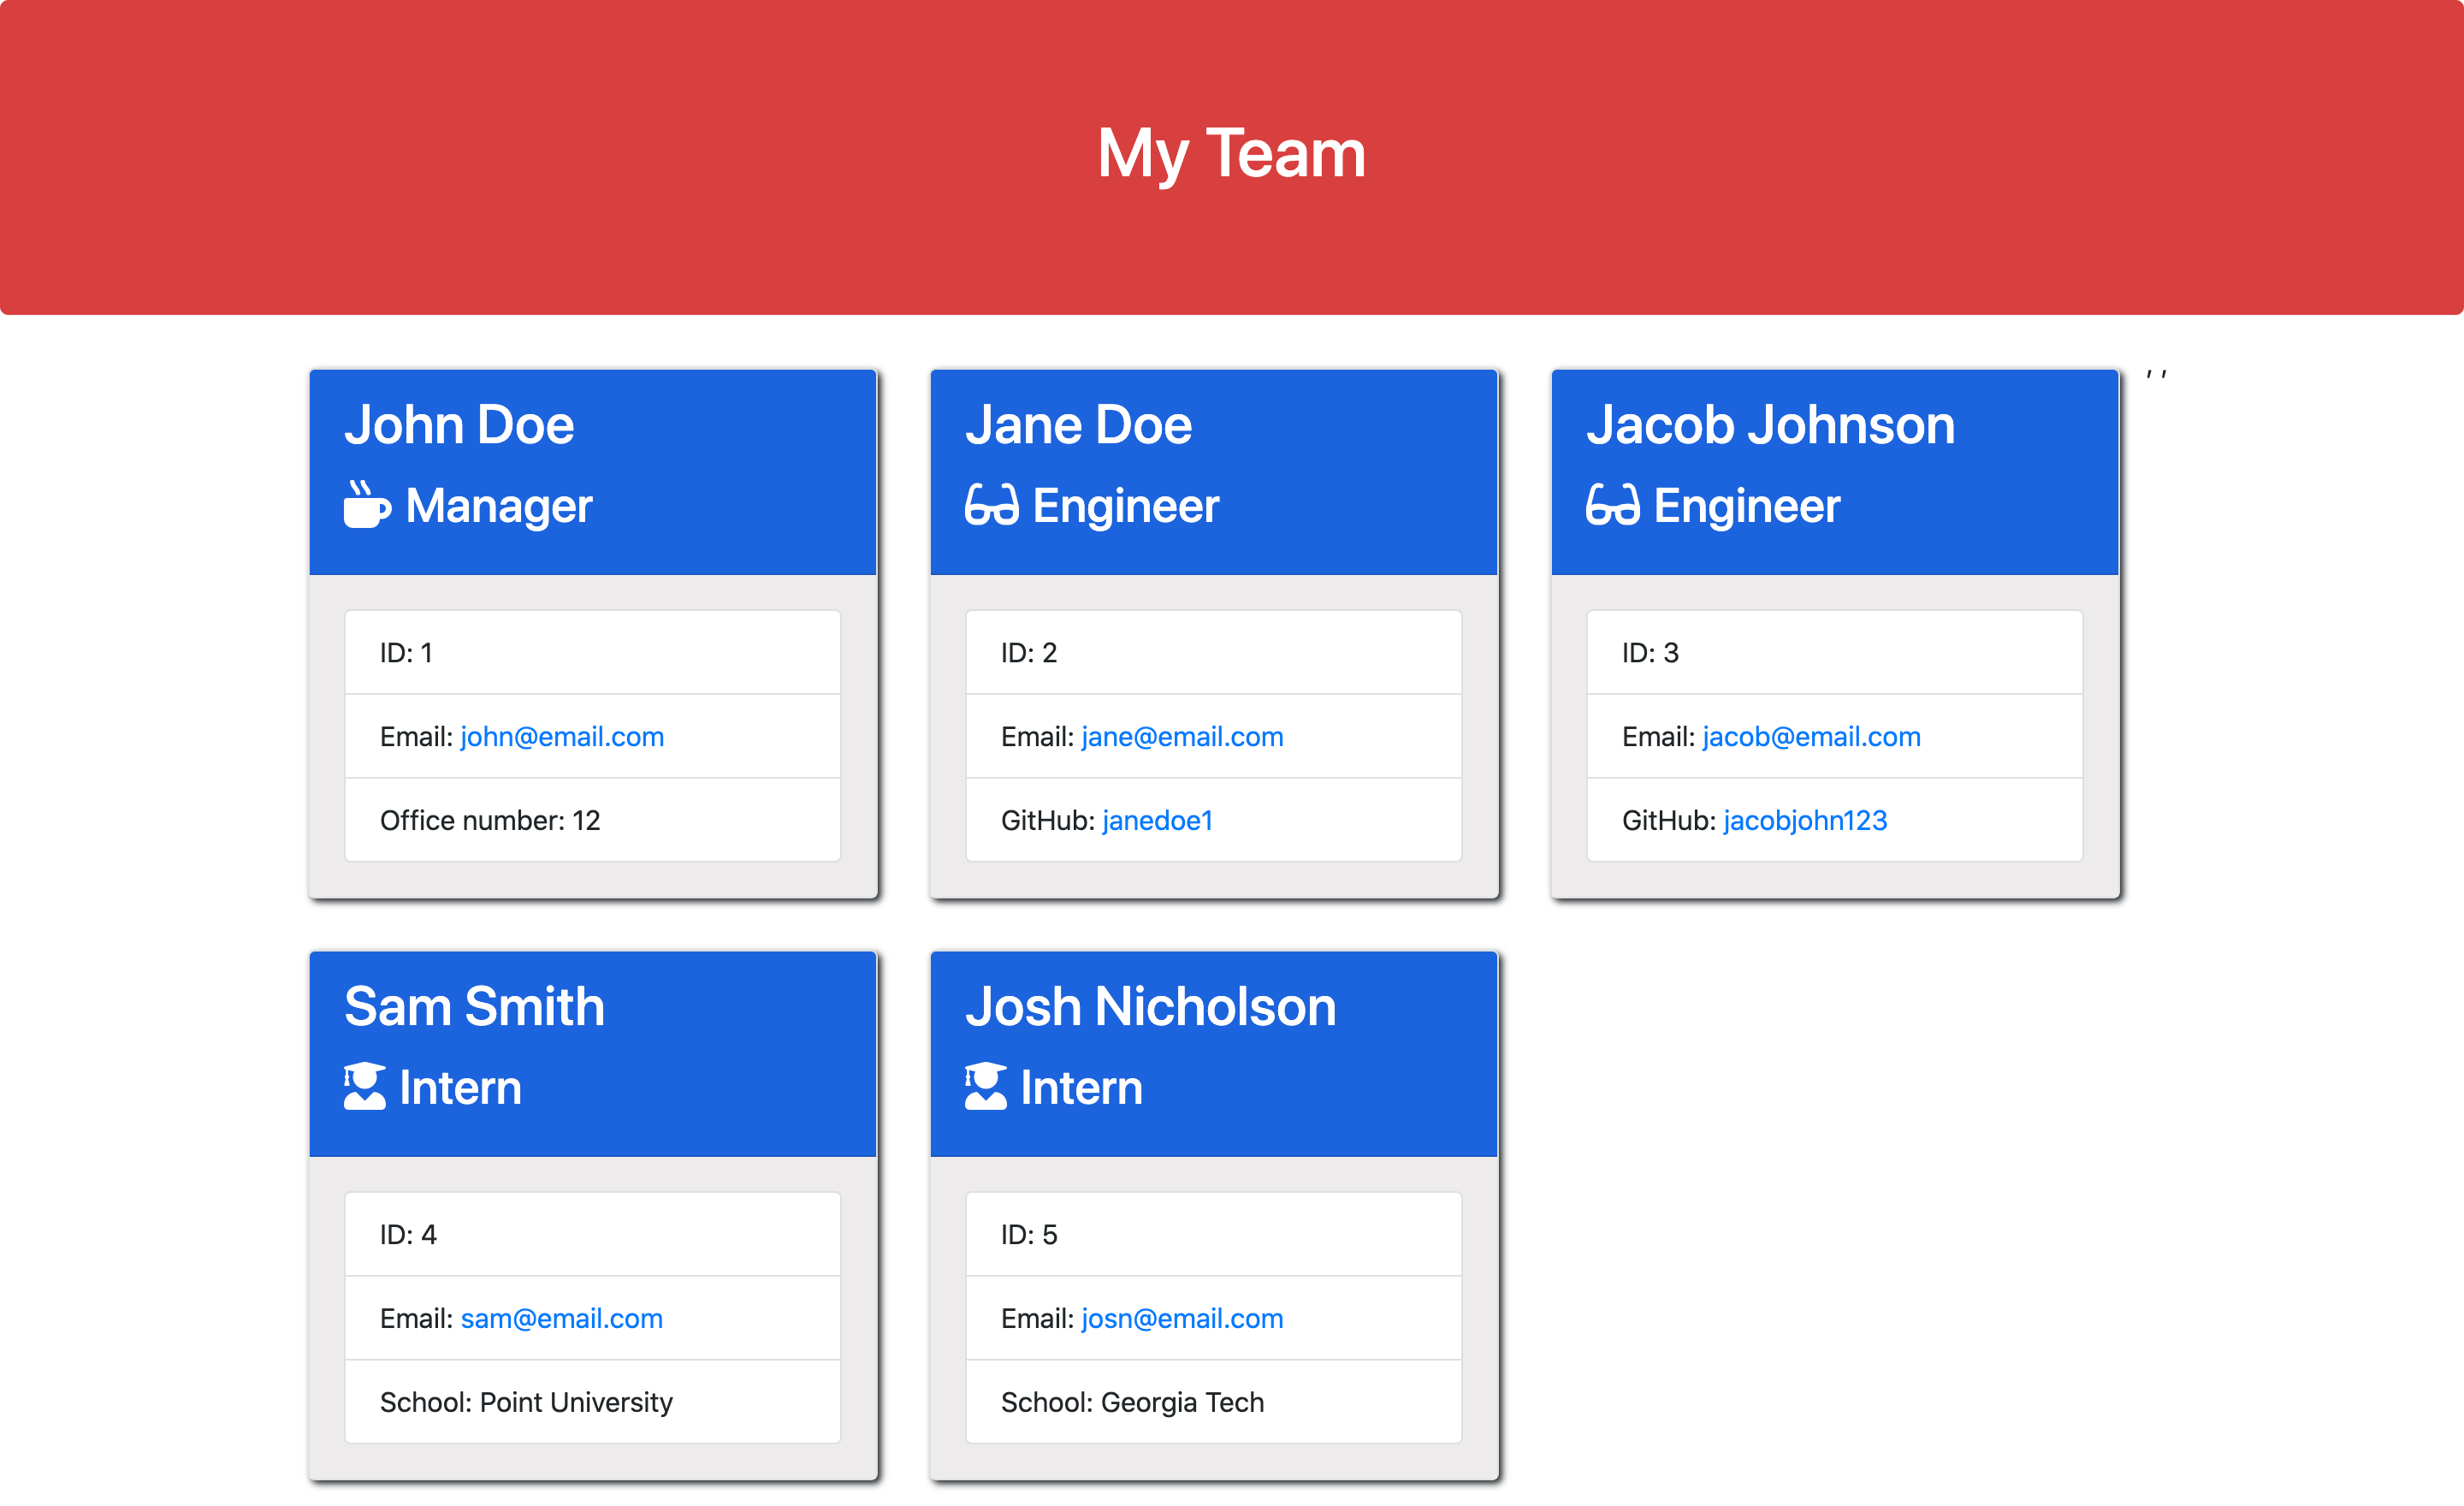 My Team
John Doe
Manager
ID: 1
Email: john@email.com
Office number: 12
Jane Doe
Engineer
ID: 2
Email: jane@email.com
GitHub: janedoe1
Jacob Johnson
Engineer
ID: 3
Email: jacob@email.com
GitHub: jacobjohn123
, ,
Sam Smith
Intern
ID: 4
Email: sam@email.com
School: Point University
Josh Nicholson
Intern
ID: 5
Email: josn@email.com
School: Georgia Tech